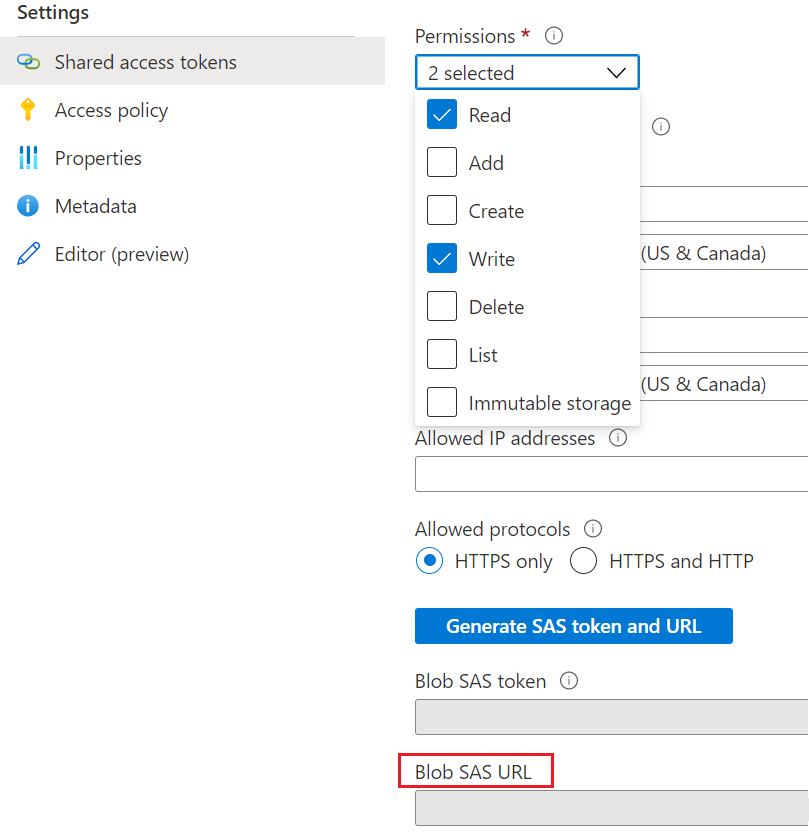 Settings
Shared access tokens
Access policy
Properties
Metadata
Editor (preview)
Permissions *
2 selected
Read
Add
Create
Write
(US & Canada)
Delete
List
(US & Canada)
Immutable storage
Allowed IP addresses
Allowed protocols
HTTPS only HTTPS and HTTP
Generate SAS token and URL
Blob SAS token
Blob SAS URL